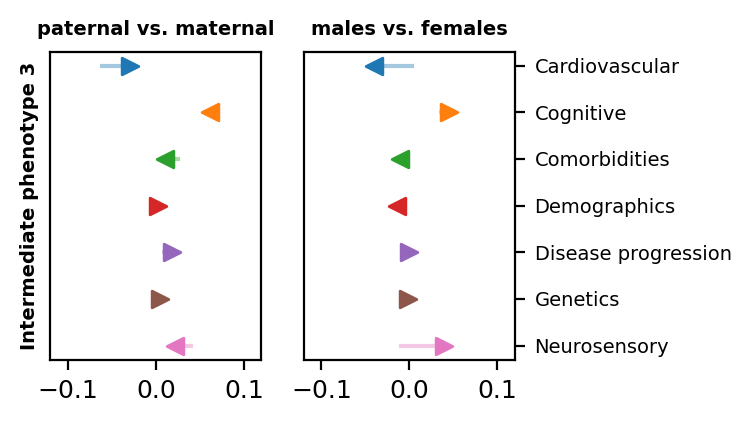 paternal vs. maternal
males vs. females
Intermediate phenotype 3
Cardiovascular
Cognitive
Comorbidities
Demographics
Disease progression
Genetics
Neurosensory
−0.1 0.0 0.1
−0.1 0.0 0.1